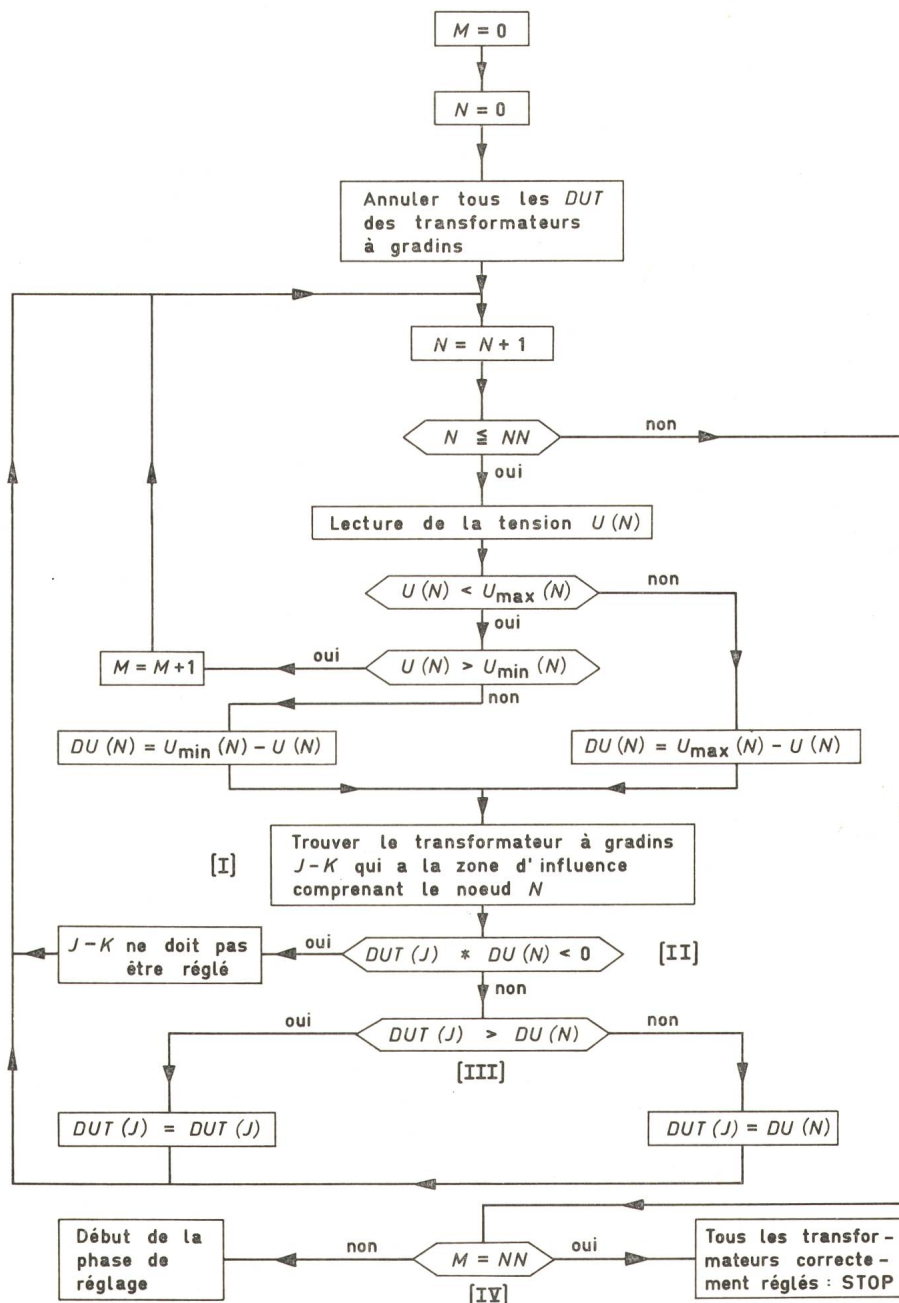 M = 0
N = 0
Annuler tous les DUT
des transformateurs
à gradins
N = N + 1
N ≦ NN
non
oui
Lecture de la tension U (N)
U (N) < Umax (N)
non
oui
U (N) > Umin (N)
oui
M = M+1
non
DU (N) = Umin (N) – U (N)
DU (N) = Umax (N) – U (N)
[I]
Trouver le transformateur à gradins
J–K qui a la zone d'influence
comprenant le noeud N
J–K ne doit pas
être réglé
oui
DUT (J) * DU (N) < 0
[II]
non
oui
DUT (J) > DU (N)
non
[III]
DUT (J) = DUT (J)
DUT (J) = DU (N)
Début de la
phase de
réglage
non
M = NN
oui
[IV]
Tous les transfor–
mateurs correcte–
ment réglés : STOP